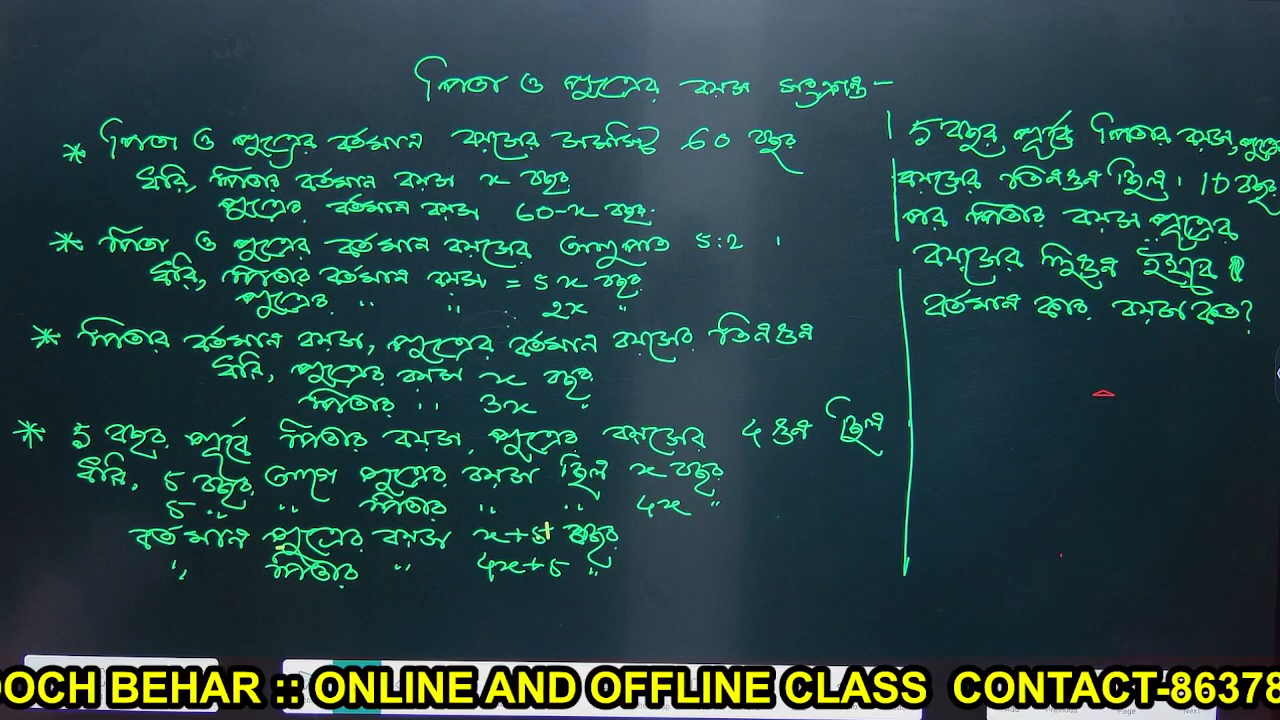 পিতা ও পুত্রের বয়স সংক্রান্ত -
* পিতা ও পুত্রের বর্তমান বয়সের সমষ্টি 60 বছর
ধরি, পিতার বর্তমান বয়স x বছর
পুত্রের বর্তমান বয়স 60-x বছর
* পিতা ও পুত্রের বর্তমান বয়সের অনুপাত 5:2 ।
ধরি, পিতার বর্তমান বয়স = 5x বছর
পুত্রের " " 2x "
* পিতার বর্তমান বয়স, পুত্রের বর্তমান বয়সের তিনগুন
ধরি, পুত্রের বয়স x বছর
পিতার " 3x "
* 5 বছর পূর্বে পিতার বয়স, পুত্রের বয়সের 4 গুন ছিল
ধরি, 5 বছর আগে পুত্রের বয়স ছিল x বছর
5 " " পিতার " " 4x "
বর্তমান পুত্রের বয়স x+5 বছর
" পিতার " 4x+5 "
5 বছর পূর্বে পিতার বয়স, পুত্রের
বয়সের তিনগুন ছিল। 10 বছর
পর পিতার বয়স পুত্রের
বয়সের দ্বিগুন হইবে।
বর্তমান কার বয়স কত?
OOCH BEHAR :: ONLINE AND OFFLINE CLASS CONTACT-86378